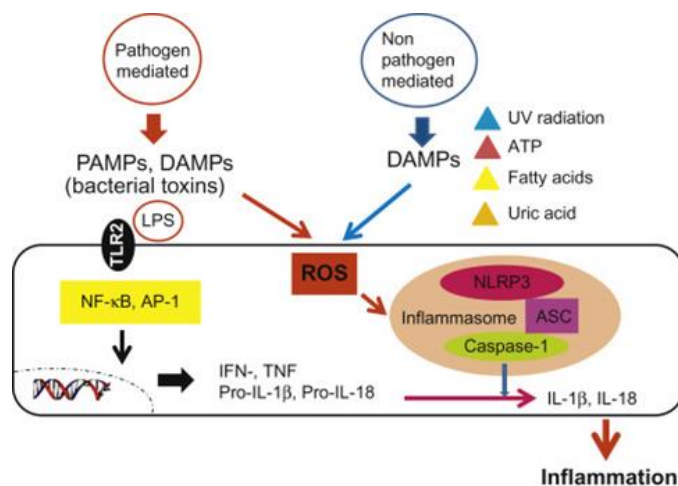 Pathogen
mediated
Non
pathogen
mediated
UV radiation
ATP
Fatty acids
Uric acid
PAMPs, DAMPs
(bacterial toxins)
DAMPs
LPS
TLR2
ROS
NLRP3
Inflammasome
ASC
Caspase-1
NF-κB, AP-1
IFN-, TNF
Pro-IL-1β, Pro-IL-18
IL-1β, IL-18
Inflammation